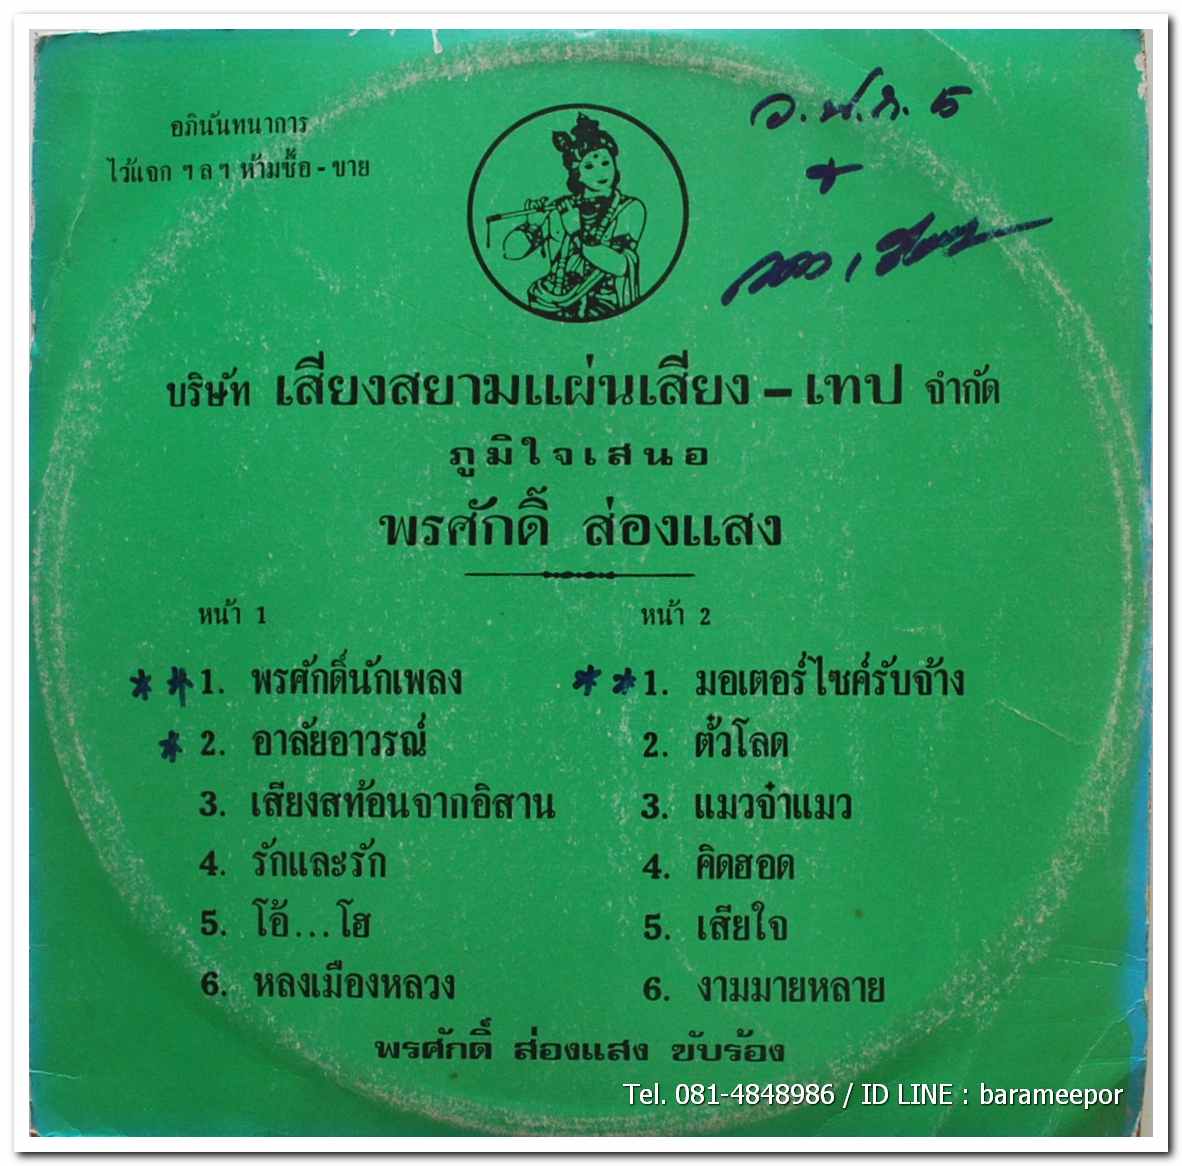 อภินันทนาการ
ไว้แจก ฯ ล ฯ ห้ามซื้อ - ขาย
อ.ฟ.ก. 5
+
บริษัท เสียงสยามแผ่นเสียง - เทป จำกัด
ภูมิใจเสนอ
พรศักดิ์ ส่องแสง
หน้า 1
** 1. พรศักดิ์นักเพลง
* 2. อาลัยอาวรณ์
3. เสียงสท้อนจากอิสาน
4. รักและรัก
5. โอ้...โฮ
6. หลงเมืองหลวง
หน้า 2
** 1. มอเตอร์ไซค์รับจ้าง
2. ตั๋วโลด
3. แมวจ๋าแมว
4. คิดฮอด
5. เสียใจ
6. งามมายหลาย
พรศักดิ์ ส่องแสง ขับร้อง
Tel. 081-4848986 / ID LINE : barameepor